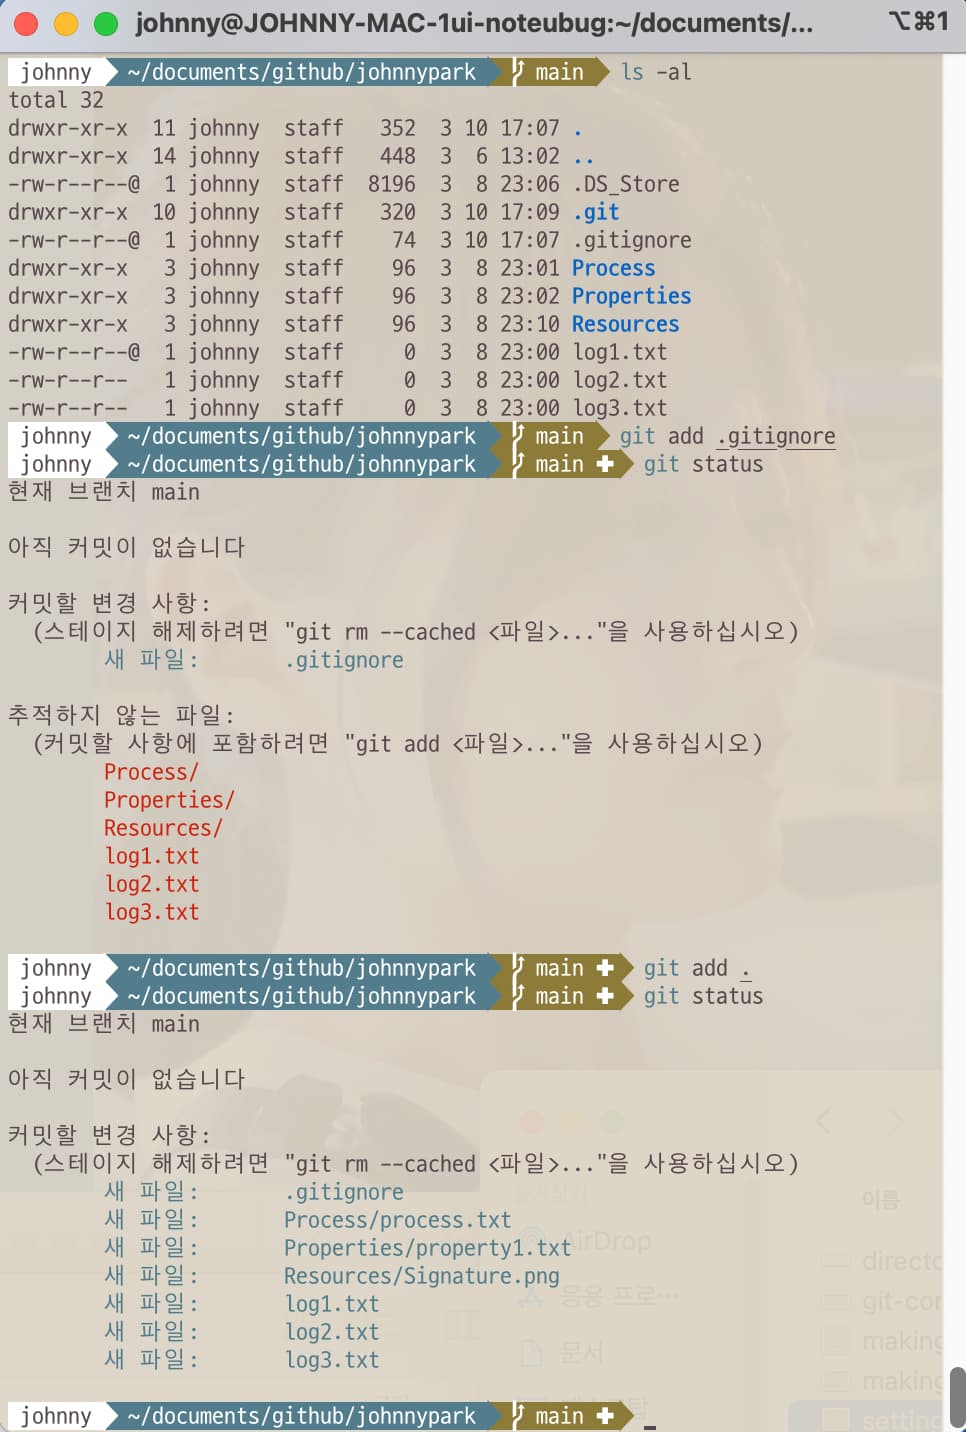 johnny@JOHNNY-MAC-1ui-noteubug:~/documents/... ⌥⌘1
johnny ~/documents/github/johnnypark main ls -al
total 32
drwxr-xr-x  11 johnny  staff   352  3 10 17:07 .
drwxr-xr-x  14 johnny  staff   448  3  6 13:02 ..
-rw-r--r--@  1 johnny  staff  8196  3  8 23:06 .DS_Store
drwxr-xr-x  10 johnny  staff   320  3 10 17:09 .git
-rw-r--r--@  1 johnny  staff    74  3 10 17:07 .gitignore
drwxr-xr-x   3 johnny  staff    96  3  8 23:01 Process
drwxr-xr-x   3 johnny  staff    96  3  8 23:02 Properties
drwxr-xr-x   3 johnny  staff    96  3  8 23:10 Resources
-rw-r--r--@  1 johnny  staff     0  3  8 23:00 log1.txt
-rw-r--r--   1 johnny  staff     0  3  8 23:00 log2.txt
-rw-r--r--   1 johnny  staff     0  3  8 23:00 log3.txt
johnny ~/documents/github/johnnypark main git add .gitignore
johnny ~/documents/github/johnnypark main ✚ git status
현재 브랜치 main
아직 커밋이 없습니다
커밋할 변경 사항:
(스테이지 해제하려면 "git rm --cached <파일>..."을 사용하십시오)
새 파일: .gitignore
추적하지 않는 파일:
(커밋할 사항에 포함하려면 "git add <파일>..."을 사용하십시오)
Process/
Properties/
Resources/
log1.txt
log2.txt
log3.txt
johnny ~/documents/github/johnnypark main ✚ git add .
johnny ~/documents/github/johnnypark main ✚ git status
현재 브랜치 main
아직 커밋이 없습니다
커밋할 변경 사항:
(스테이지 해제하려면 "git rm --cached <파일>..."을 사용하십시오)
새 파일: .gitignore
새 파일: Process/process.txt
새 파일: Properties/property1.txt
새 파일: Resources/Signature.png
새 파일: log1.txt
새 파일: log2.txt
새 파일: log3.txt
johnny ~/documents/github/johnnypark main ✚
이름
AirDrop
응용 프로…
문서
directo
git-con
making
making
setting